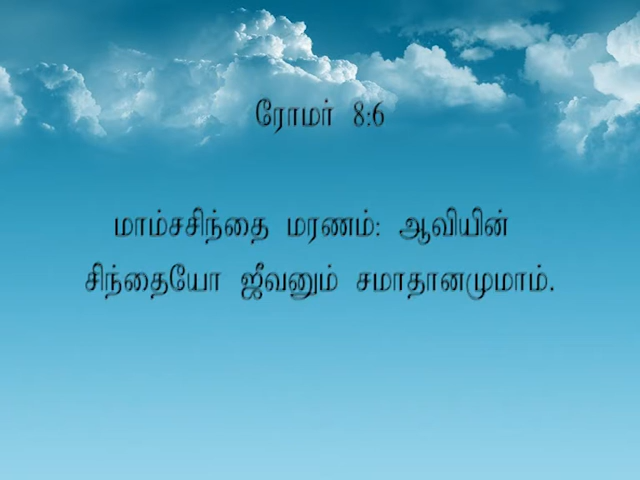 ரோமர் 8:6
மாம்சசிந்தை மரணம்: ஆவியின்
சிந்தையோ ஜீவனும் சமாதானமுமாம்.